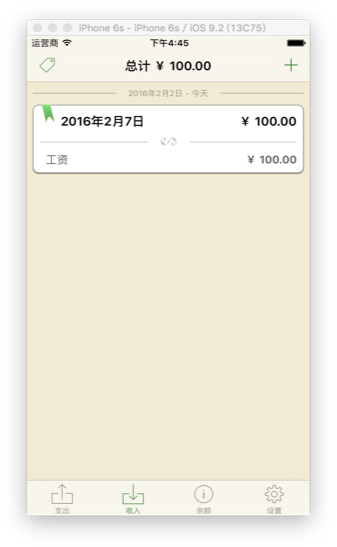 iPhone 6s - iPhone 6s / iOS 9.2 (13C75)
运营商 下午4:45
总计 ¥ 100.00
2016年2月2日 - 今天
2016年2月7日 ¥ 100.00
工资 ¥ 100.00
支出 收入 余额 设置